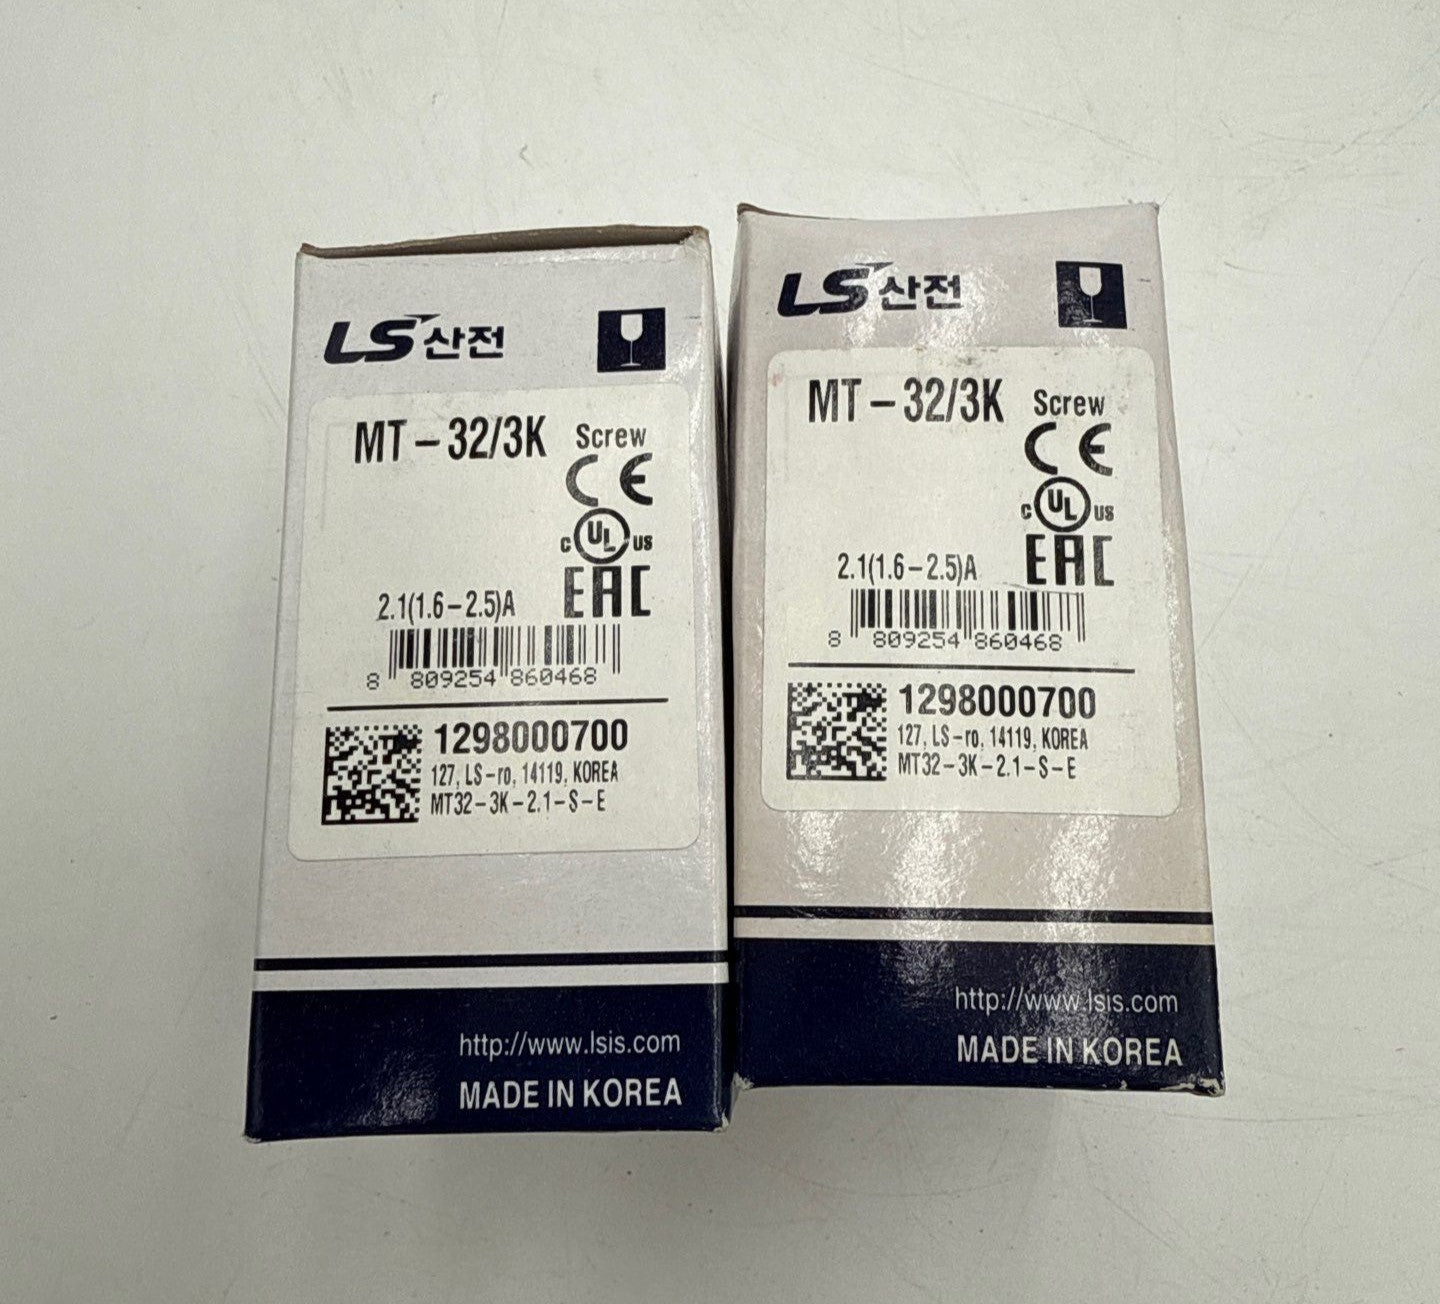 LS산전
MT-32/3K Screw
CE
c UL us
EAC
2.1(1.6-2.5)A
8 809254 860468
1298000700
127, LS-ro, 14119, KOREA
MT32-3K-2.1-S-E
http://www.lsis.com
MADE IN KOREA
LS산전
MT-32/3K Screw
CE
c UL us
EAC
2.1(1.6-2.5)A
8 809254 860468
1298000700
127, LS-ro, 14119, KOREA
MT32-3K-2.1-S-E
http://www.lsis.com
MADE IN KOREA